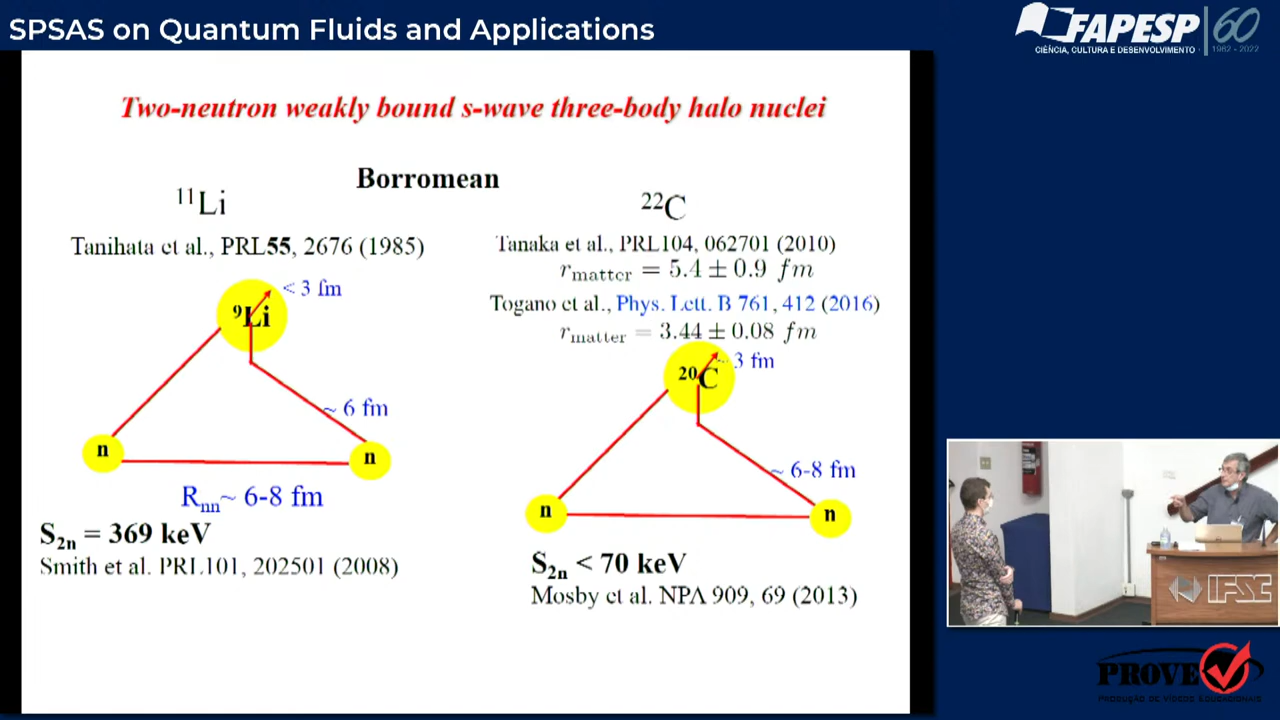 SPSAS on Quantum Fluids and Applications
FAPESP 60
CIÊNCIA, CULTURA E DESENVOLVIMENTO 1962 - 2022
Two-neutron weakly bound s-wave three-body halo nuclei
Borromean
¹¹Li
Tanihata et al., PRL55, 2676 (1985)
< 3 fm
⁹Li
~ 6 fm
n
n
Rₙₙ~ 6-8 fm
S₂ₙ = 369 keV
Smith et al. PRL101, 202501 (2008)
²²C
Tanaka et al., PRL104, 062701 (2010)
r_matter = 5.4 ± 0.9 fm
Togano et al., Phys. Lett. B 761, 412 (2016)
r_matter = 3.44 ± 0.08 fm
~ 3 fm
²⁰C
~ 6-8 fm
n
n
S₂ₙ < 70 keV
Mosby et al. NPA 909, 69 (2013)
IFSC
PROVE
PRODUÇÃO DE VÍDEOS EDUCACIONAIS